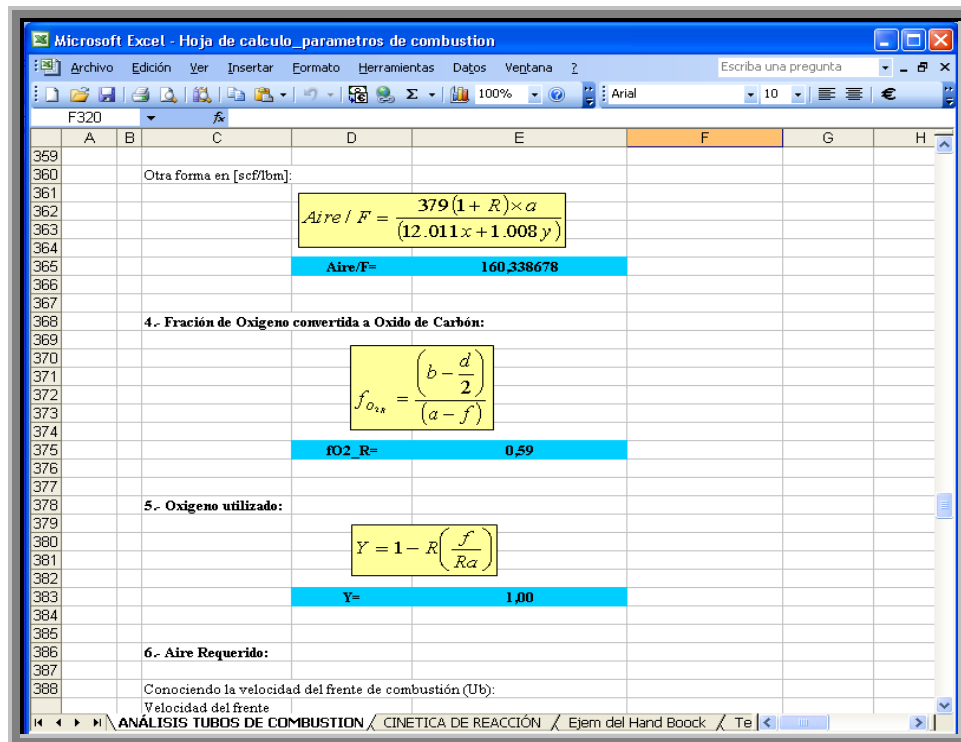 Microsoft Excel - Hoja de calculo_parametros de combustion
Archivo Edición Ver Insertar Formato Herramientas Datos Ventana ? Escriba una pregunta
Σ 100% Arial 10 €
F320 fx
A B C D E F G H
359
360 Otra forma en [scf/lbm]:
361
362 Aire / F = 379 (1 + R) × a
363 (12.011x + 1.008 y)
364
365 Aire/F= 160,338678
366
367
368 4.- Fración de Oxigeno convertida a Oxido de Carbón:
369
370
371 (b − d/2)
372 f O2R =
373 (a − f)
374
375 fO2_R= 0,59
376
377
378 5.- Oxigeno utilizado:
379
380 Y = 1 − R( f
381 Ra )
382
383 Y= 1,00
384
385
386 6.- Aire Requerido:
387
388 Conociendo la velocidad del frente de combustión (Ub):
Velocidad del frente
ANÁLISIS TUBOS DE COMBUSTION / CINETICA DE REACCIÓN / Ejem del Hand Boock / Te